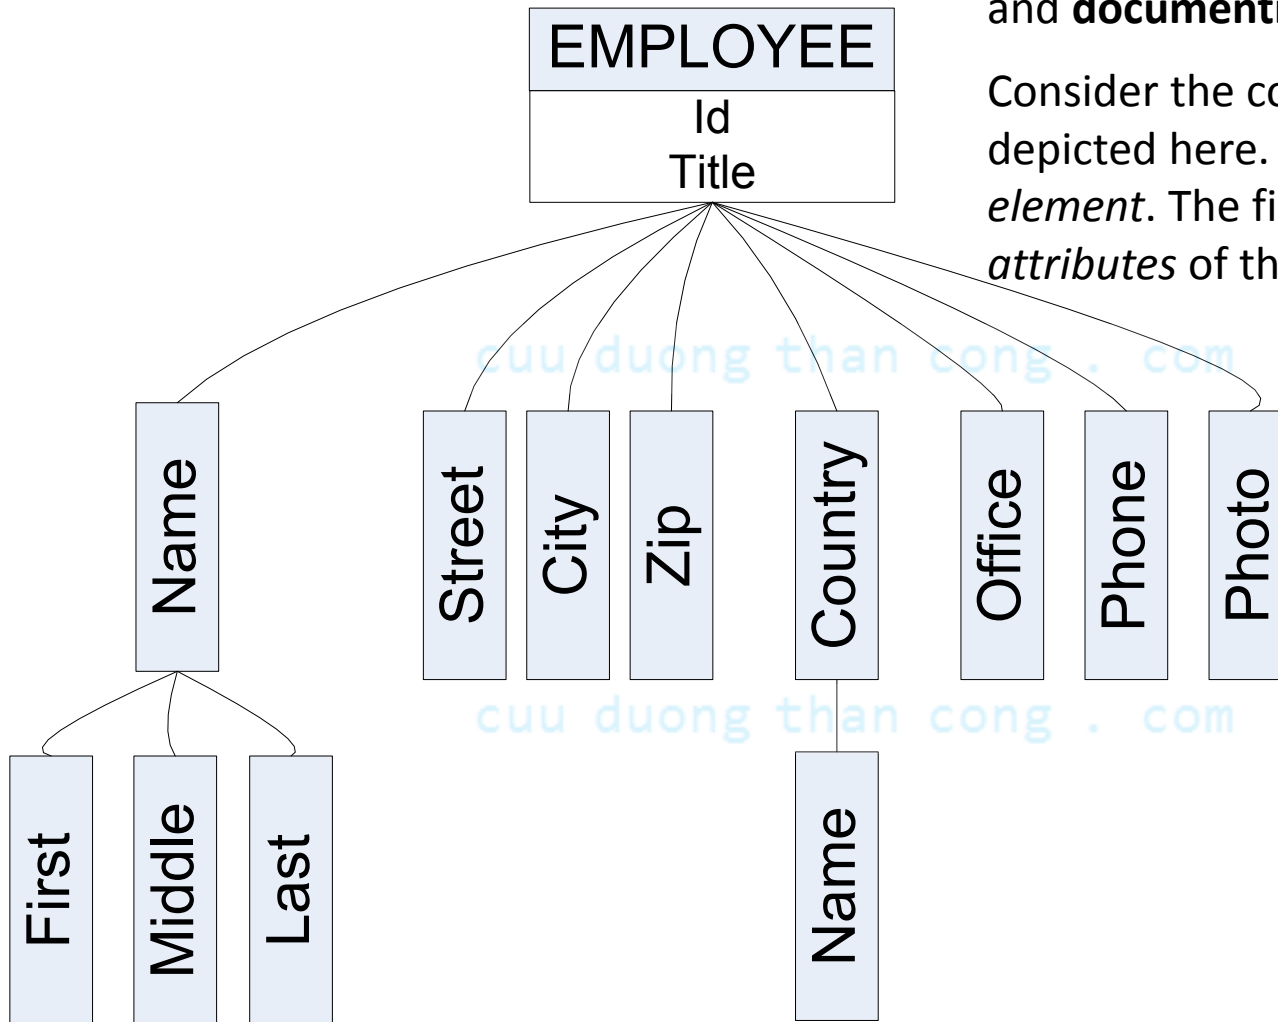 and documenti
EMPLOYEE
Id
Title
Consider the co
depicted here.
element. The fi
attributes of th
cuu duong than cong . com
Name
Street
City
Zip
Country
Office
Phone
Photo
cuu duong than cong . com
First
Middle
Last
Name